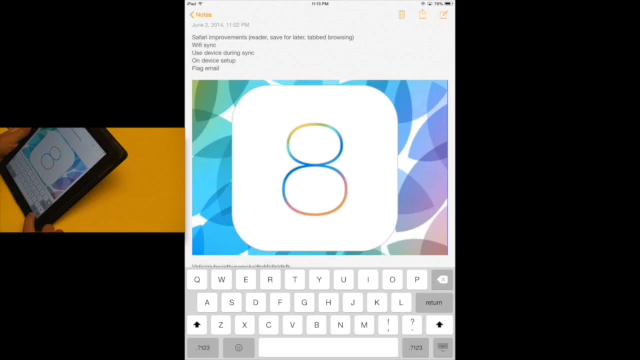 iPad
11:13 PM
78%
Notes
June 2, 2014, 11:02 PM
Safari improvements (reader, save for later, tabbed browsing)
Wifi sync
Use device during sync
On device setup
Flag email
8
Q W E R T Y U I O P
A S D F G H J K L return
Z X C V B N M ! , ? .
.?123 .?123